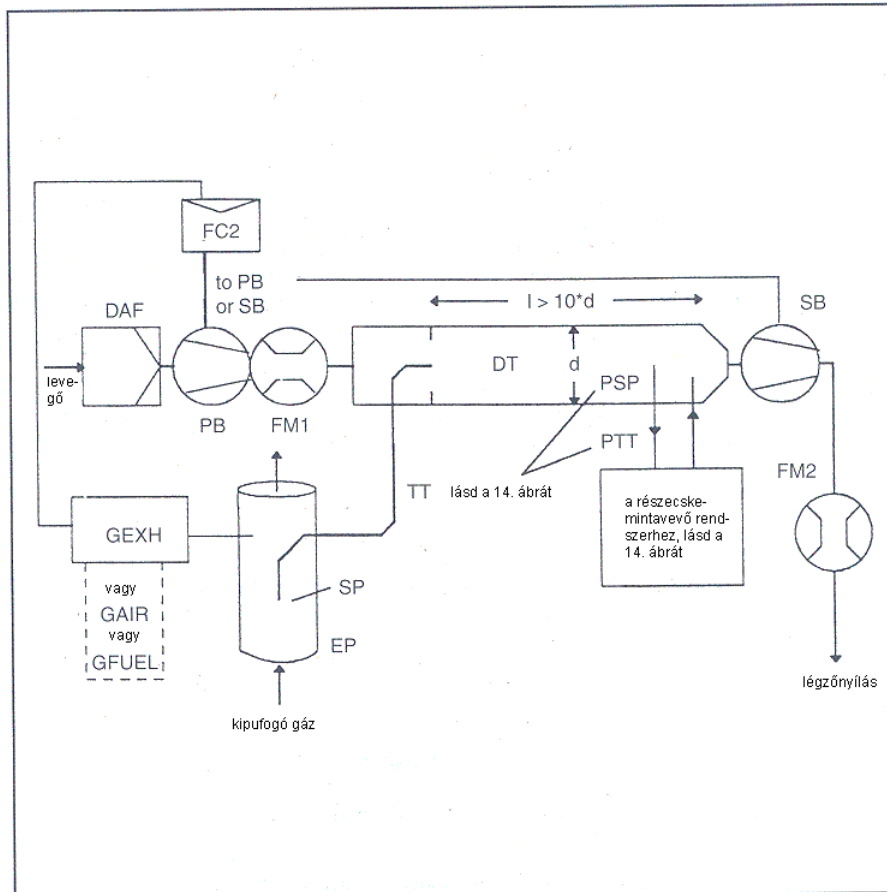 FC2
to PB
or SB
l > 10*d
SB
DAF
DT
d
PSP
leve-
gő
PB
FM1
PTT
FM2
TT
lásd a 14. ábrát
a részecske-
mintavevő rend-
szerhez, lásd a
14. ábrát
GEXH
vagy
GAIR
vagy
GFUEL
SP
EP
légzőnyílás
kipufogó gáz